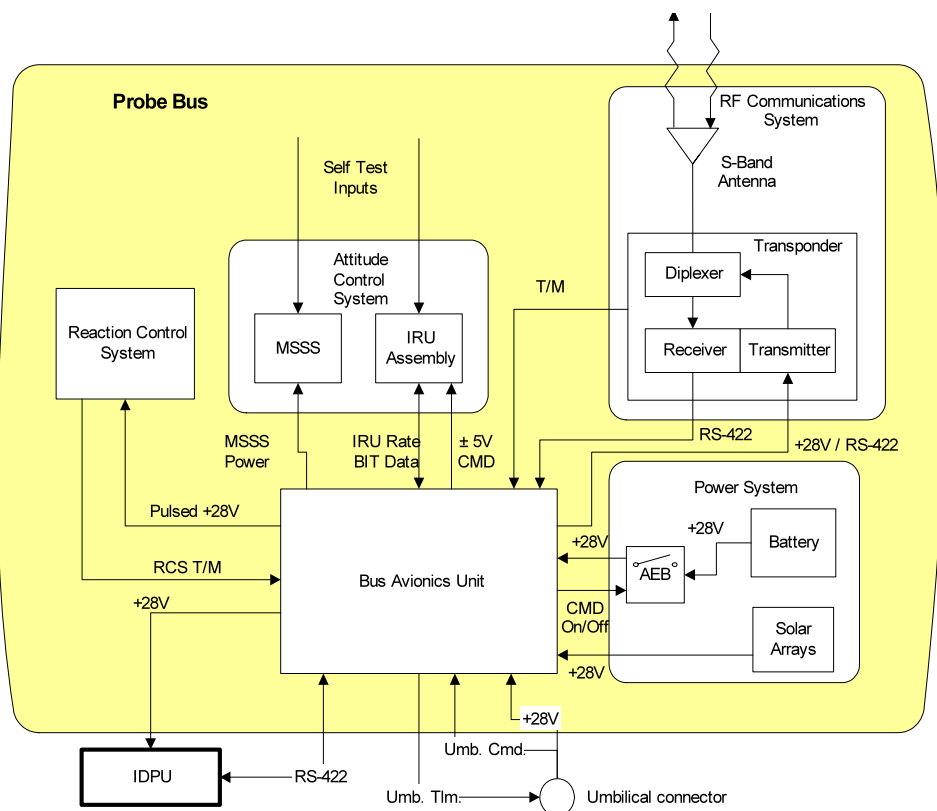 Probe Bus
RF Communications
System
S-Band
Antenna
Self Test
Inputs
Transponder
Diplexer
Receiver
Transmitter
Attitude
Control
System
MSSS
IRU
Assembly
T/M
Reaction Control
System
MSSS
Power
IRU Rate
BIT Data
± 5V
CMD
RS-422
+28V / RS-422
Power System
Pulsed +28V
+28V
+28V
Battery
AEB
Bus Avionics Unit
RCS T/M
+28V
CMD
On/Off
Solar
Arrays
+28V
+28V
Umb. Cmd.
IDPU
RS-422
Umb. Tlm.
Umbilical connector